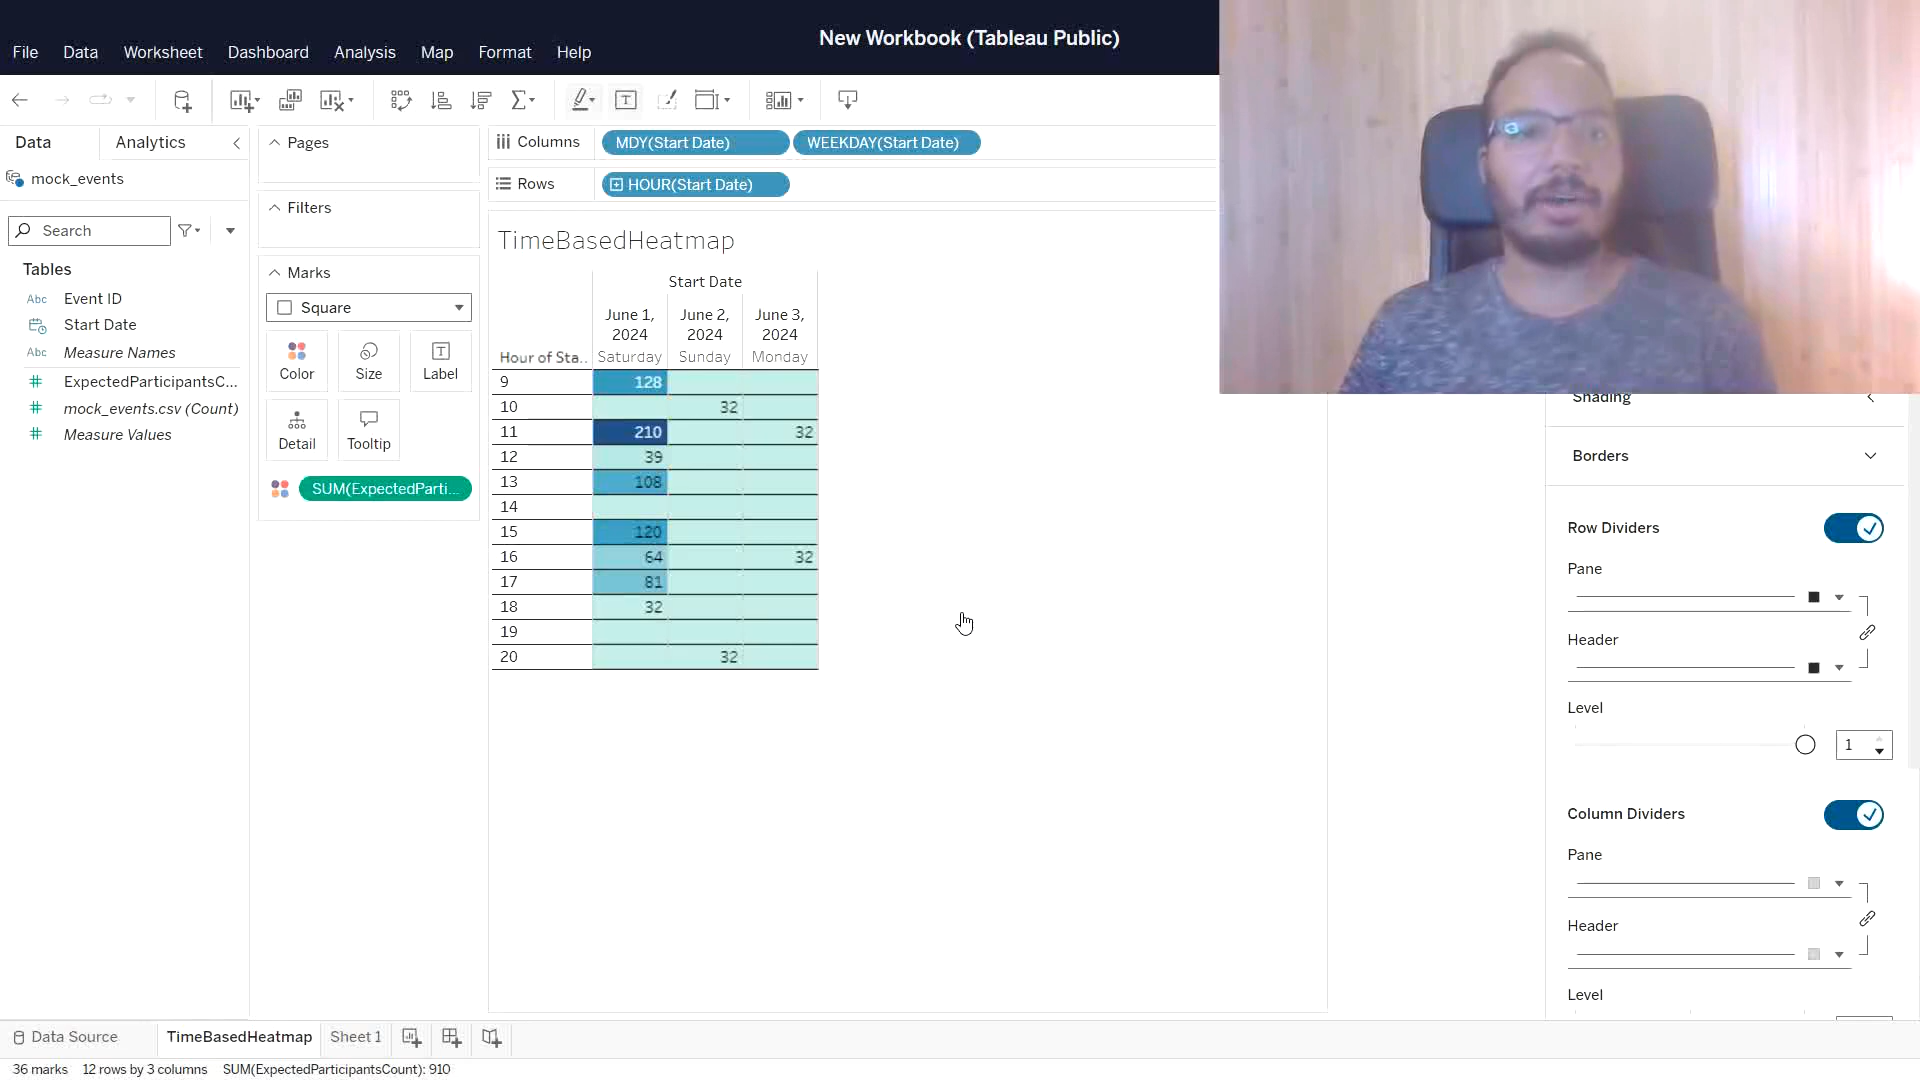 New Workbook (Tableau Public)
File Data Worksheet Dashboard Analysis Map Format Help
Data Analytics
mock_events
Search
Tables
Abc Event ID
Start Date
Abc Measure Names
ExpectedParticipantsC...
mock_events.csv (Count)
Measure Values
Pages
Filters
Marks
Square
Color Size Label
Detail Tooltip
SUM(ExpectedParti...
Columns MDY(Start Date) WEEKDAY(Start Date)
Rows HOUR(Start Date)
TimeBasedHeatmap
Start Date
June 1, June 2, June 3,
2024 2024 2024
Hour of Sta.. Saturday Sunday Monday
9 128
10 32
11 210 32
12 39
13 108
14
15 120
16 64 32
17 81
18 32
19
20 32
Shading
Borders
Row Dividers
Pane
Header
Level
1
Column Dividers
Pane
Header
Level
Data Source TimeBasedHeatmap Sheet 1
36 marks 12 rows by 3 columns SUM(ExpectedParticipantsCount): 910